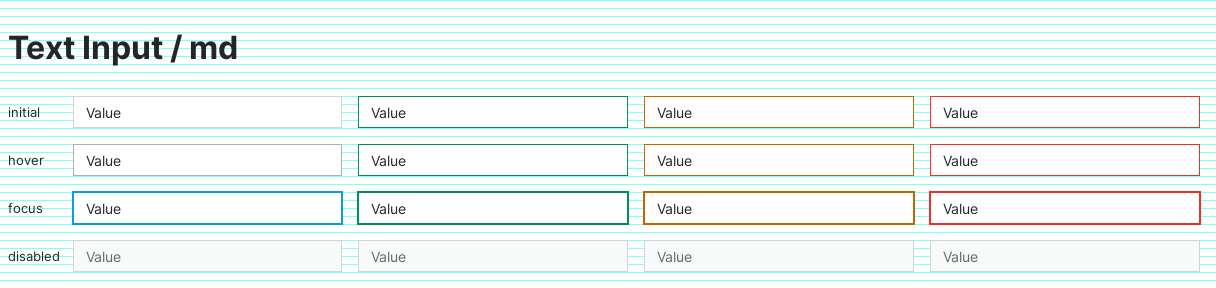 Text Input / md
initial Value Value Value Value
hover Value Value Value Value
focus Value Value Value Value
disabled Value Value Value Value